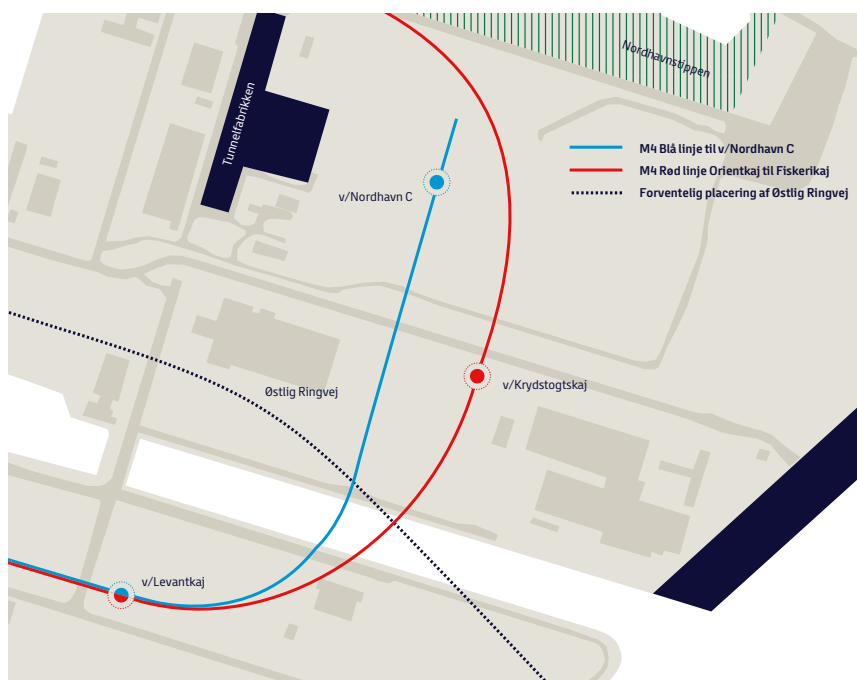 Nordhavnstippen
Tunnelfabrikken
M4 Blå linje til v/Nordhavn C
M4 Rød linje Orientkaj til Fiskerikaj
Forventelig placering af Østlig Ringvej
v/Nordhavn C
v/Krydstogtskaj
Østlig Ringvej
v/Levantkaj